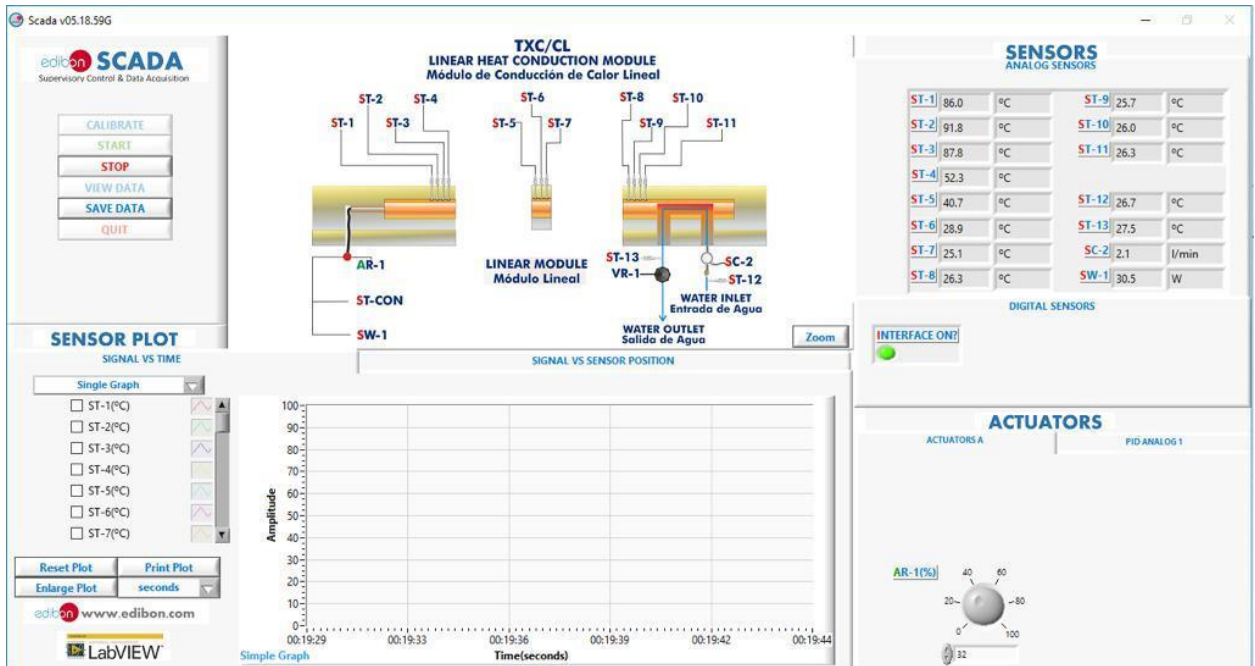 Scada v05.18.59G
edibon SCADA
Supervisory Control & Data Acquisition
CALIBRATE
START
STOP
VIEW DATA
SAVE DATA
QUIT
TXC/CL
LINEAR HEAT CONDUCTION MODULE
Módulo de Conducción de Calor Lineal
ST-2 ST-4 ST-6 ST-8 ST-10
ST-1 ST-3 ST-5 ST-7 ST-9 ST-11
AR-1
ST-CON
SW-1
LINEAR MODULE
Módulo Lineal
ST-13
VR-1
SC-2
ST-12
WATER INLET
Entrada de Agua
WATER OUTLET
Salida de Agua
Zoom
SENSORS
ANALOG SENSORS
ST-1 86.0 ºC ST-9 25.7 ºC
ST-2 91.8 ºC ST-10 26.0 ºC
ST-3 87.8 ºC ST-11 26.3 ºC
ST-4 52.3 ºC
ST-5 40.7 ºC ST-12 26.7 ºC
ST-6 28.9 ºC ST-13 27.5 ºC
ST-7 25.1 ºC SC-2 2.1 l/min
ST-8 26.3 ºC SW-1 30.5 W
DIGITAL SENSORS
INTERFACE ON?
SENSOR PLOT
SIGNAL VS TIME
SIGNAL VS SENSOR POSITION
Single Graph
ST-1(ºC)
ST-2(ºC)
ST-3(ºC)
ST-4(ºC)
ST-5(ºC)
ST-6(ºC)
ST-7(ºC)
Reset Plot Print Plot
Enlarge Plot seconds
edibon www.edibon.com
LabVIEW
Amplitude
100
90
80
70
60
50
40
30
20
10
0
00:19:29 00:19:33 00:19:36 00:19:39 00:19:42 00:19:44
Simple Graph
Time(seconds)
ACTUATORS
ACTUATORS A
PID ANALOG 1
AR-1(%)
40 60
20 80
0 100
32